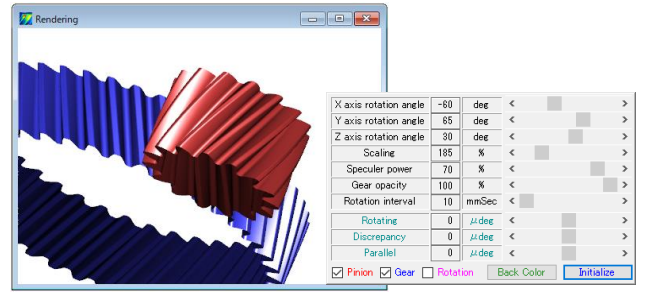 Rendering
X axis rotation angle -60 deg < >
Y axis rotation angle 65 deg < >
Z axis rotation angle 30 deg < >
Scaling 185 % < >
Speculer power 70 % < >
Gear opacity 100 % < >
Rotation interval 10 mmSec < >
Rotating 0 μdeg < >
Discrepancy 0 μdeg < >
Parallel 0 μdeg < >
Pinion Gear Rotation Back Color Initialize